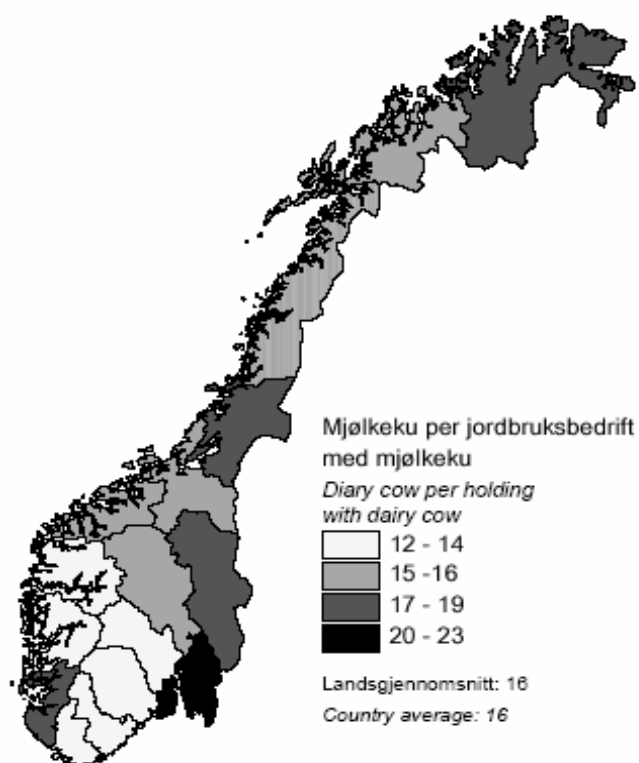 Mjølkeku per jordbruksbedrift
med mjølkeku
Diary cow per holding
with dairy cow
12 - 14
15 -16
17 - 19
20 - 23
Landsgjennomsnitt: 16
Country average: 16